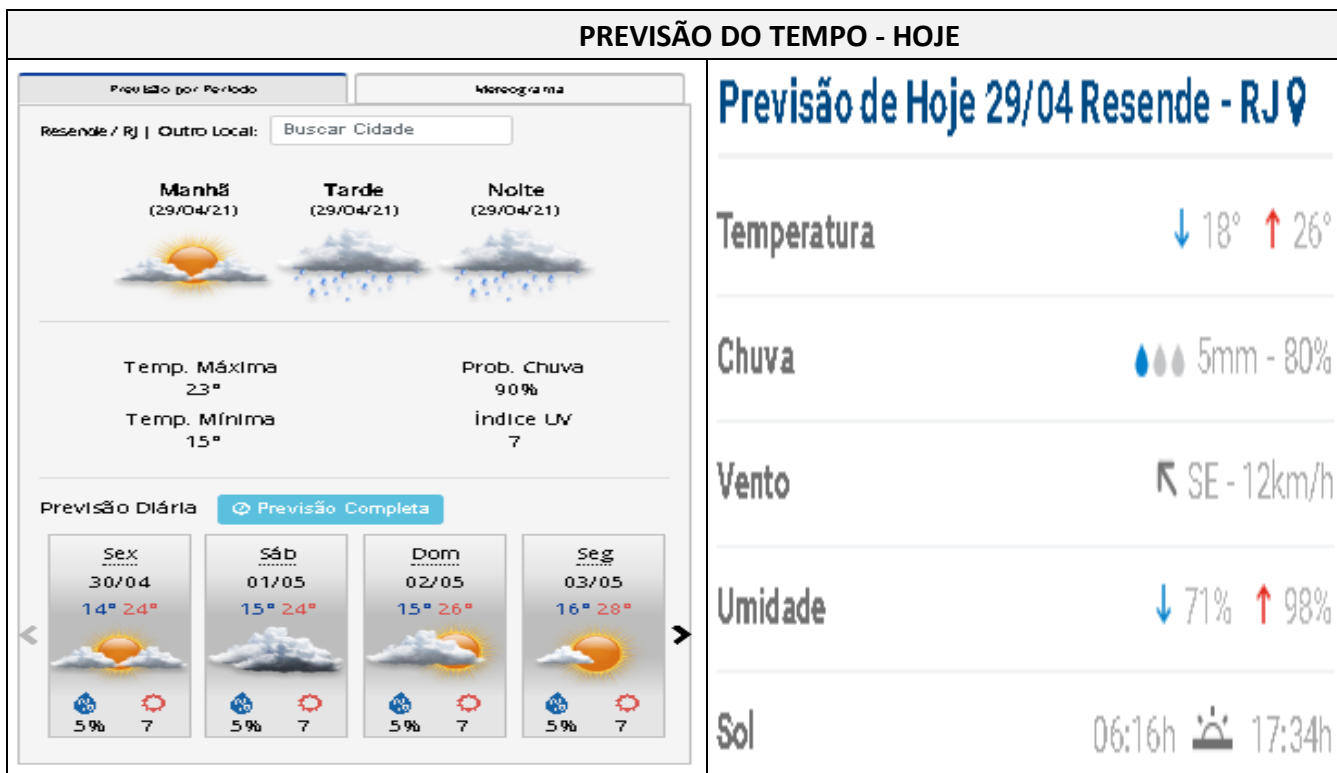 PREVISÃO DO TEMPO - HOJE
Previsão por Período
Meteograma
Resende / RJ | Outro Local: Buscar Cidade
Manhã Tarde Noite
(29/04/21) (29/04/21) (29/04/21)
Temp. Máxima Prob. Chuva
23° 90%
Temp. Mínima Índice UV
15° 7
Previsão Diária Previsão Completa
Sex Sáb Dom Seg
30/04 01/05 02/05 03/05
14° 24° 15° 24° 15° 26° 16° 28°
5% 7 5% 7 5% 7 5% 7
Previsão de Hoje 29/04 Resende - RJ
Temperatura 18° 26°
Chuva 5mm - 80%
Vento SE - 12km/h
Umidade 71% 98%
Sol 06:16h 17:34h